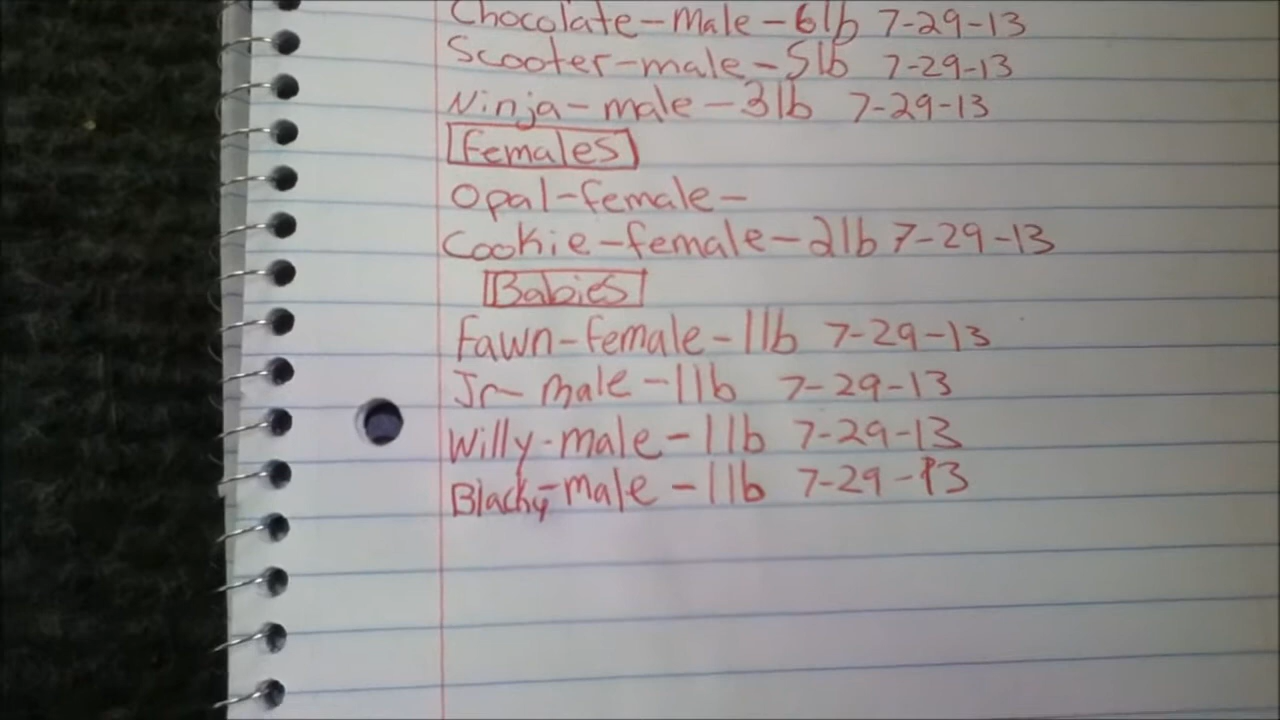 Chocolate-male-6lb 7-29-13
Scooter-male-5lb 7-29-13
Ninja-male-3lb 7-29-13
Females
Opal-female-
Cookie-female-2lb 7-29-13
Babies
Fawn-female-1lb 7-29-13
Jr-male-1lb 7-29-13
Willy-male-1lb 7-29-13
Blacky-male-1lb 7-29-13